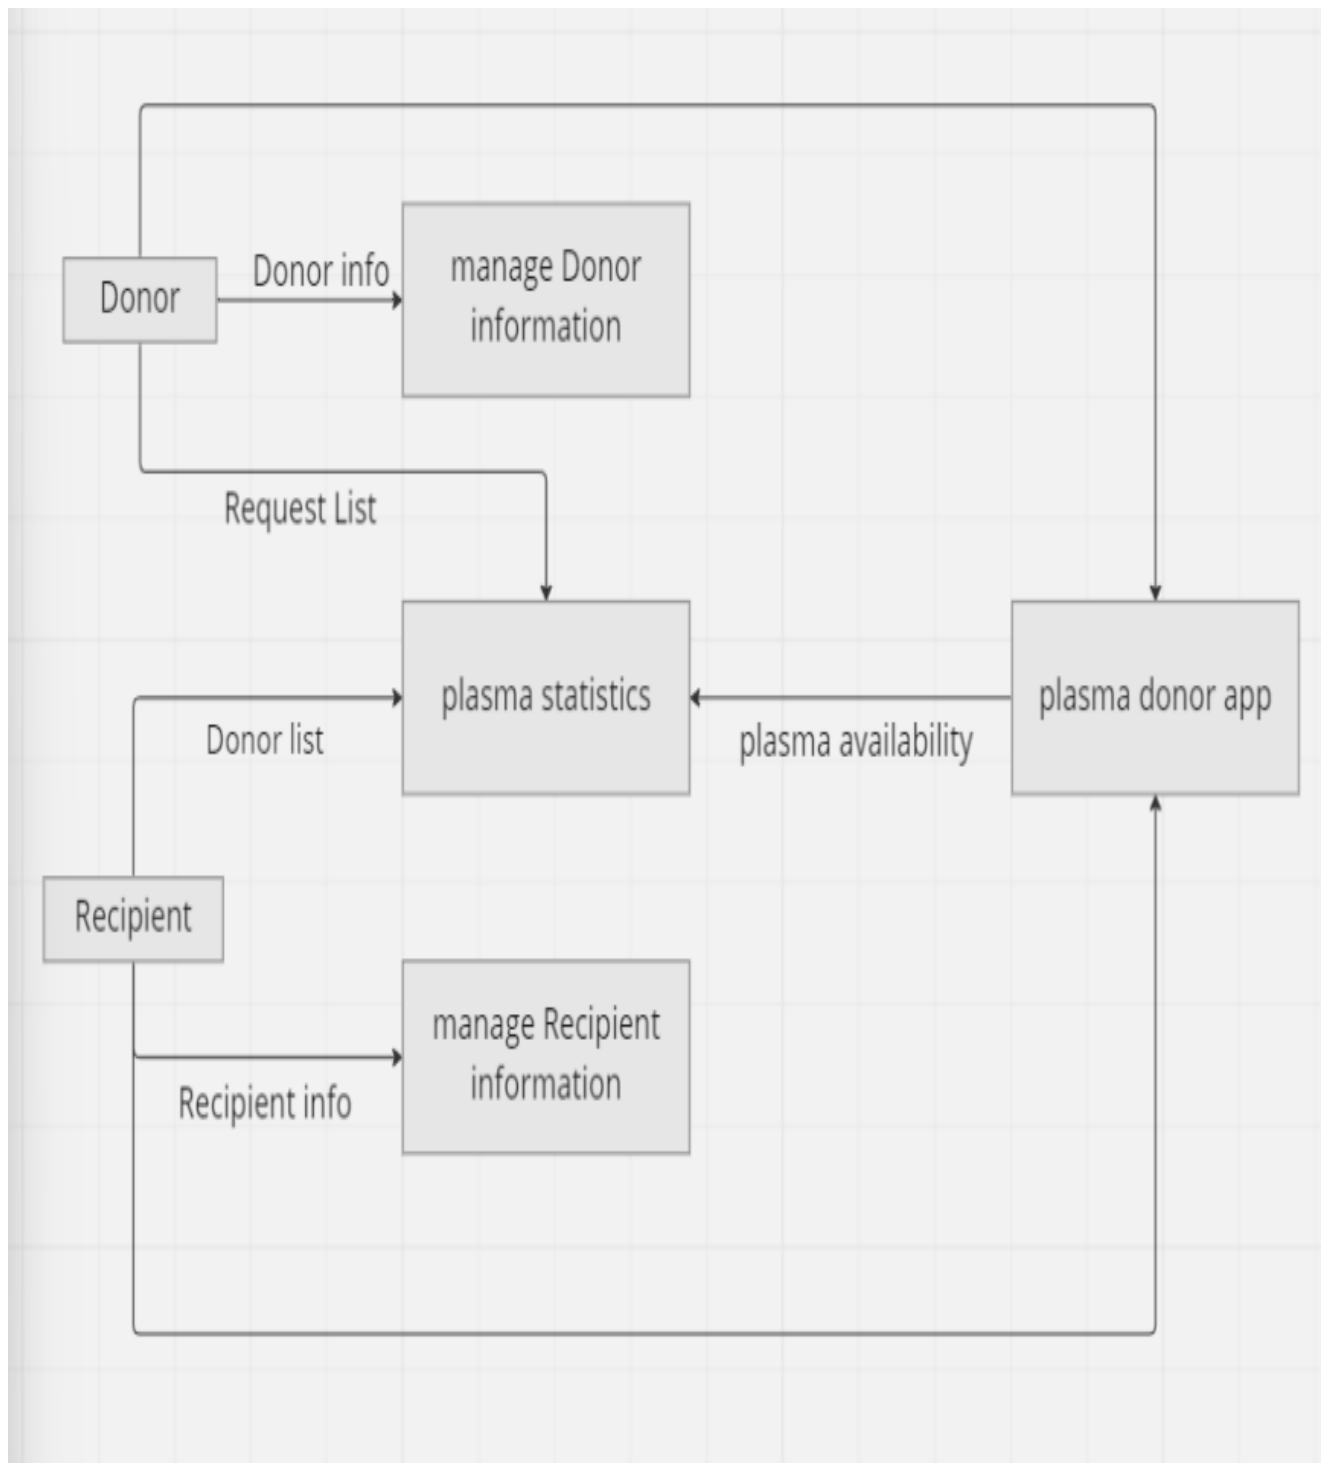 Donor info
manage Donor
information
Donor
Request List
plasma statistics
plasma donor app
Donor list
plasma availability
Recipient
manage Recipient
information
Recipient info